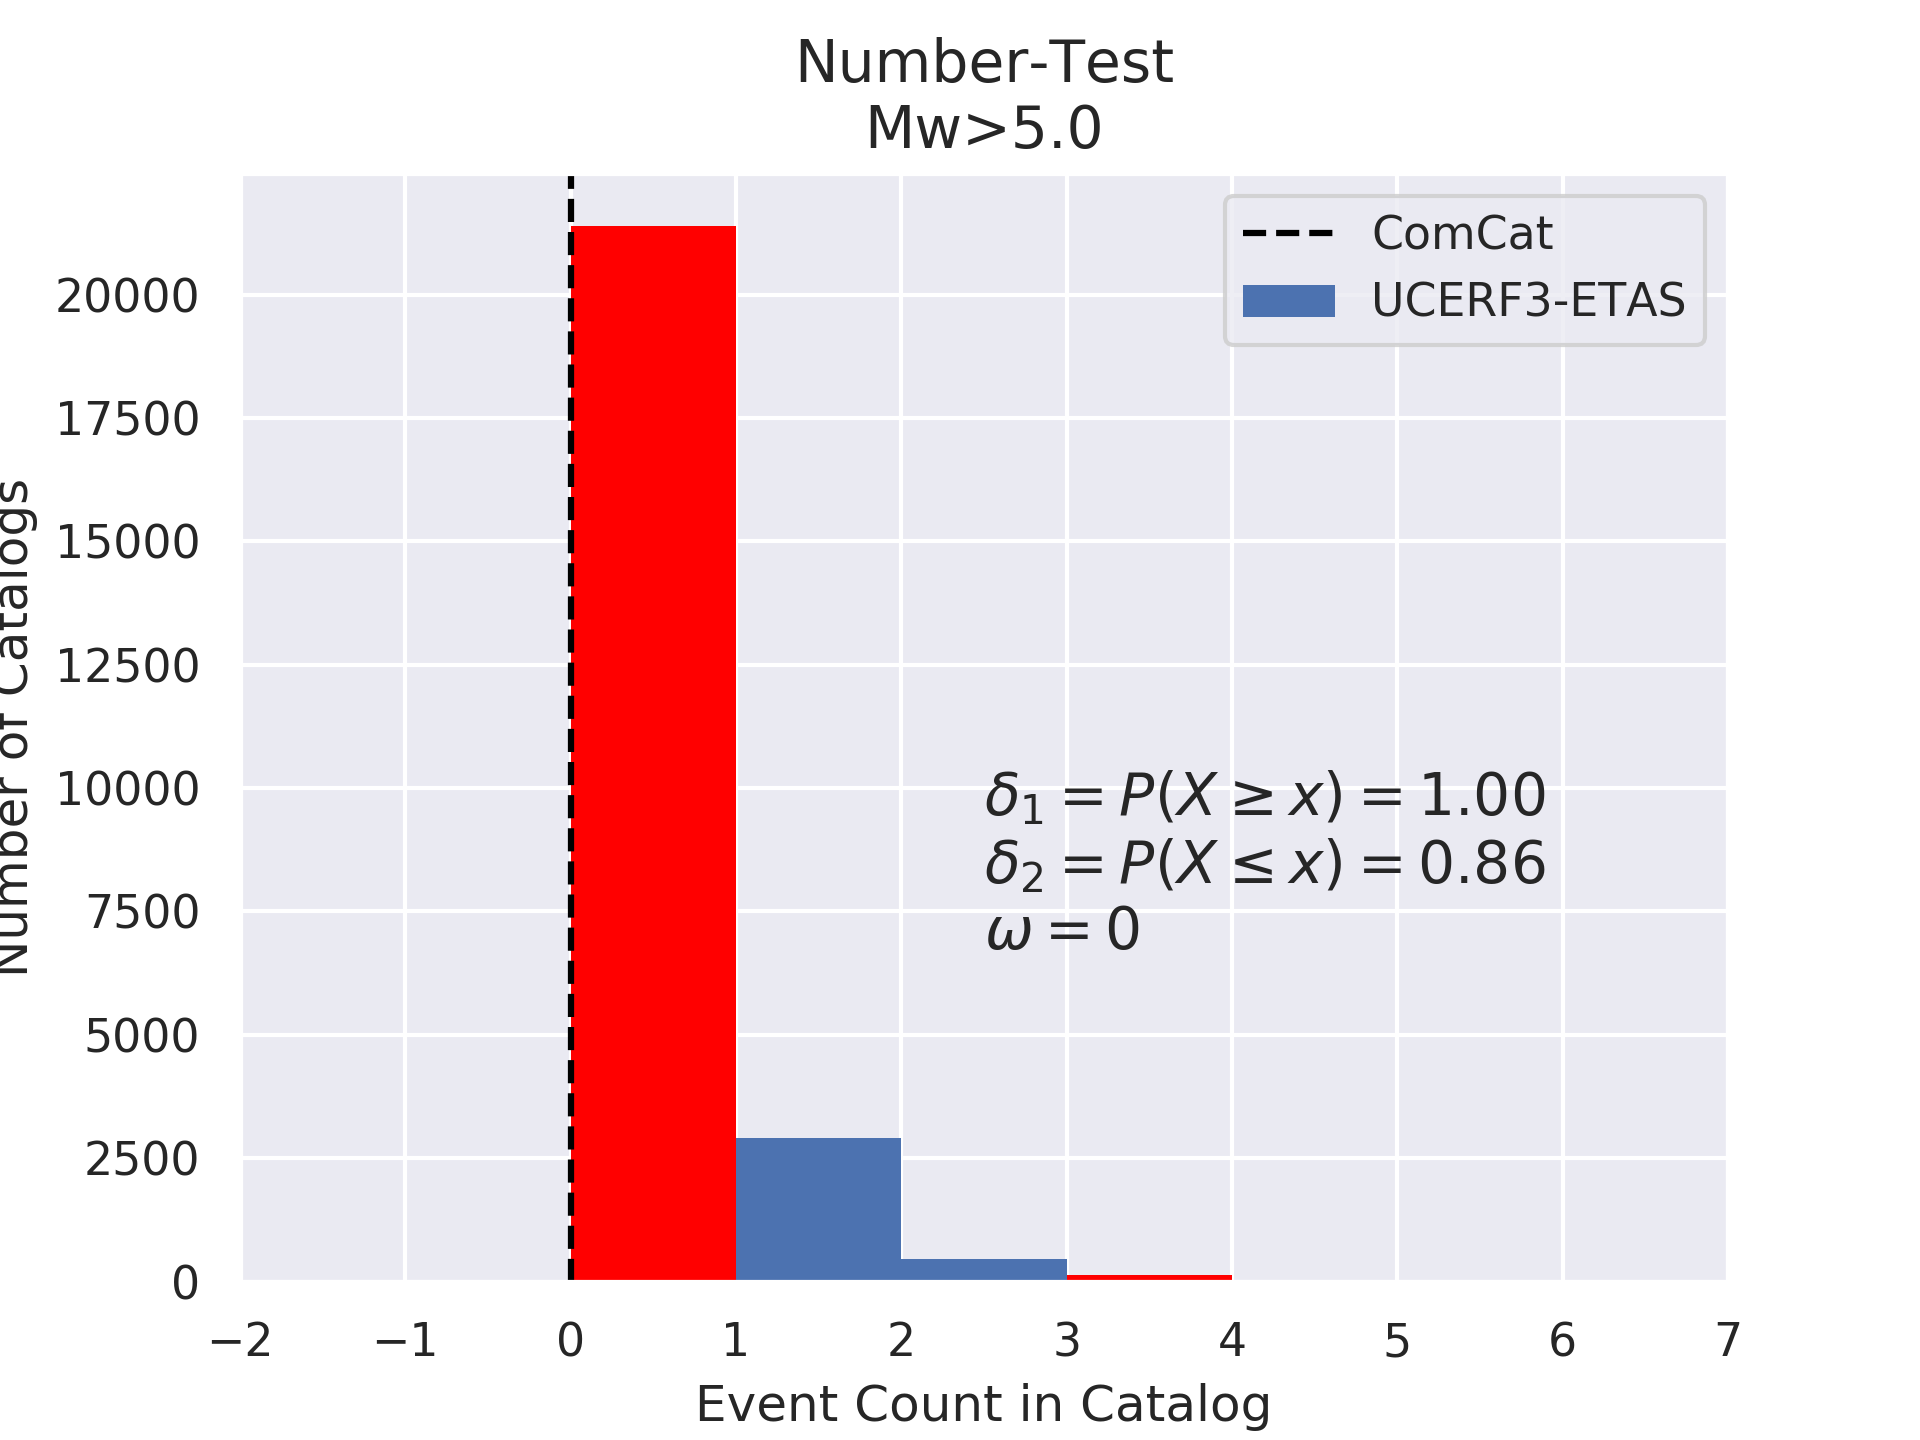 Number-Test
Mw>5.0
ComCat
UCERF3-ETAS
20000
17500
15000
12500
10000
7500
5000
2500
0
Number of Catalogs
δ₁ = P(X ≥ x) = 1.00
δ₂ = P(X ≤ x) = 0.86
ω = 0
−2 −1 0 1 2 3 4 5 6 7
Event Count in Catalog